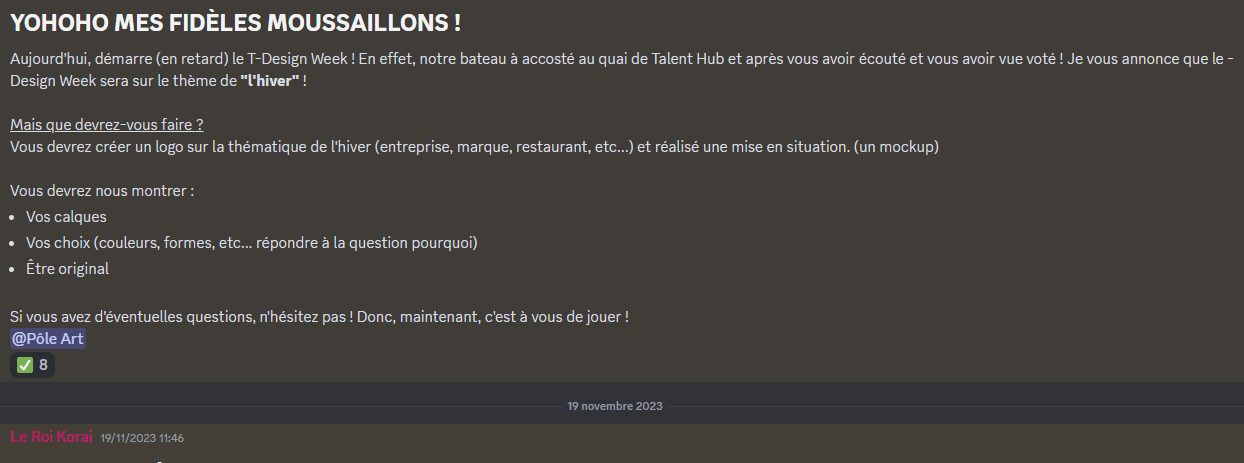 YOHOHO MES FIDÈLES MOUSSAILLONS !
Aujourd'hui, démarre (en retard) le T-Design Week ! En effet, notre bateau à accosté au quai de Talent Hub et après vous avoir écouté et vous avoir vue voté ! Je vous annonce que le -
Design Week sera sur le thème de "l'hiver" !
Mais que devrez-vous faire ?
Vous devrez créer un logo sur la thématique de l'hiver (entreprise, marque, restaurant, etc...) et réalisé une mise en situation. (un mockup)
Vous devrez nous montrer :
• Vos calques
• Vos choix (couleurs, formes, etc... répondre à la question pourquoi)
• Être original
Si vous avez d'éventuelles questions, n'hésitez pas ! Donc, maintenant, c'est à vous de jouer !
@Pôle Art
✅ 8
19 novembre 2023
Le Roi Korai 19/11/2023 11:46